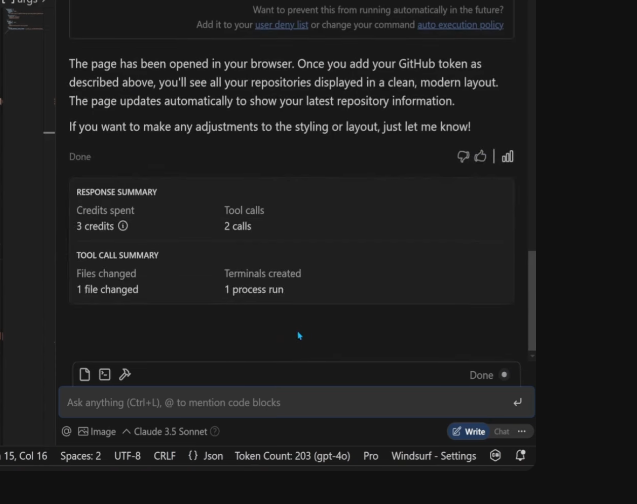 Want to prevent this from running automatically in the future?
Add it to your user deny list or change your command auto execution policy
The page has been opened in your browser. Once you add your GitHub token as
described above, you'll see all your repositories displayed in a clean, modern layout.
The page updates automatically to show your latest repository information.
If you want to make any adjustments to the styling or layout, just let me know!
Done
RESPONSE SUMMARY
Credits spent Tool calls
3 credits 2 calls
TOOL CALL SUMMARY
Files changed Terminals created
1 file changed 1 process run
Done
Ask anything (Ctrl+L), @ to mention code blocks
@ Image Claude 3.5 Sonnet Write Chat ...
15, Col 16 Spaces: 2 UTF-8 CRLF {} Json Token Count: 203 (gpt-4o) Pro Windsurf - Settings